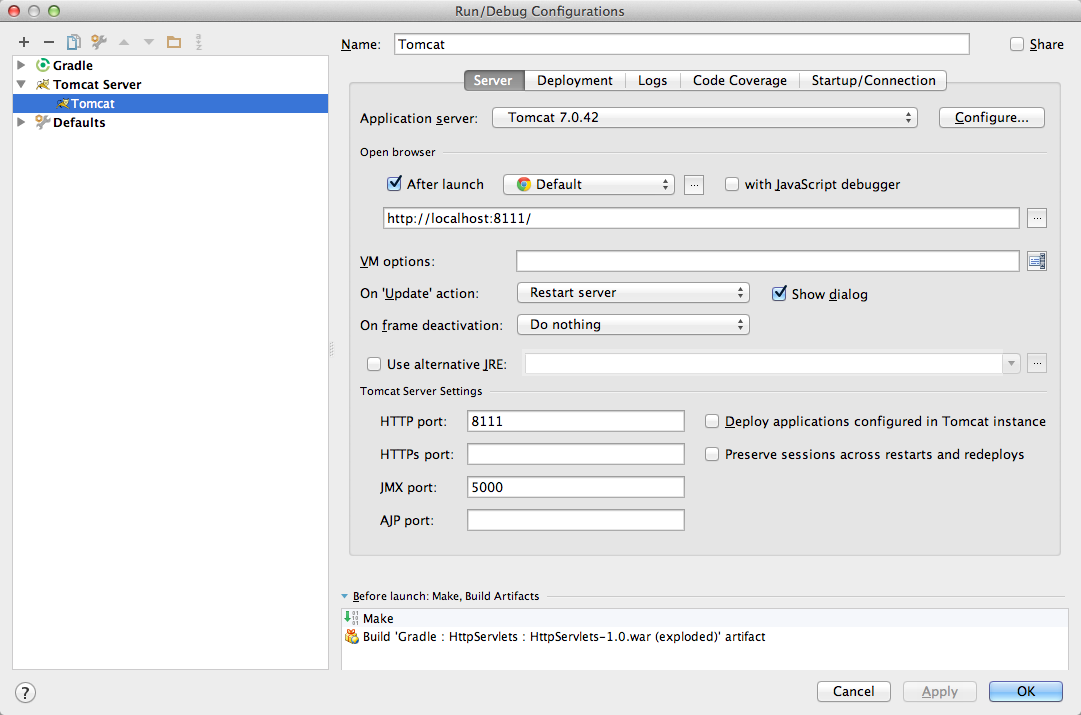 Run/Debug Configurations
Name: Tomcat Share
Gradle
Tomcat Server
Tomcat
Defaults
Server Deployment Logs Code Coverage Startup/Connection
Application server: Tomcat 7.0.42 Configure...
Open browser
After launch Default ... with JavaScript debugger
http://localhost:8111/ ...
VM options:
On 'Update' action: Restart server Show dialog
On frame deactivation: Do nothing
Use alternative JRE: ...
Tomcat Server Settings
HTTP port: 8111 Deploy applications configured in Tomcat instance
HTTPs port: Preserve sessions across restarts and redeploys
JMX port: 5000
AJP port:
Before launch: Make, Build Artifacts
Make
Build 'Gradle : HttpServlets : HttpServlets-1.0.war (exploded)' artifact
? Cancel Apply OK